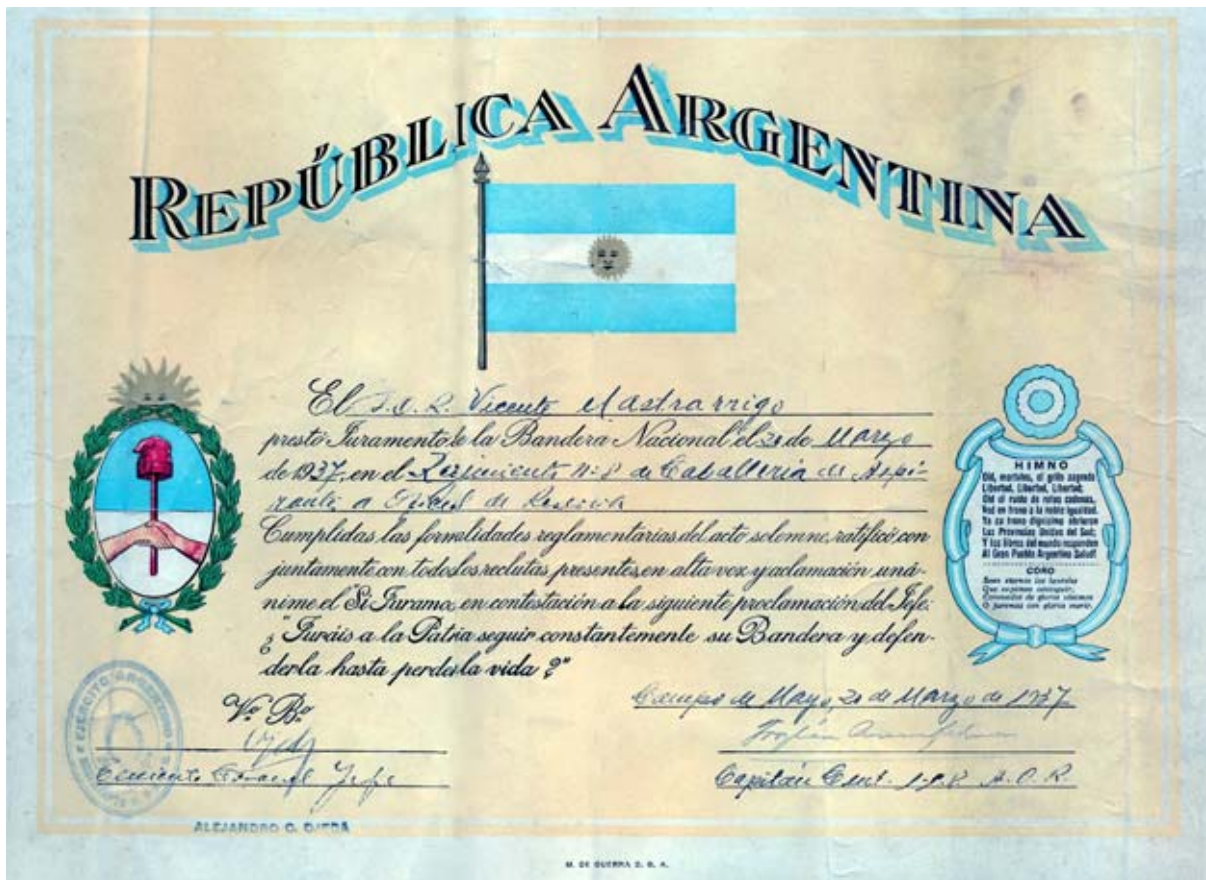 REPÚBLICA ARGENTINA
El S.d.R. Vicente Mastrarrigo
prestó Juramento de la Bandera Nacional el 20 de Marzo
de 1937, en el Regimiento N: 8 de Caballeria de Aspi-
rante a Oficial de Reserva
Cumplidas las formalidades reglamentarias del acto solemne, ratificó con
juntamente con todos los reclutas presentes, en alta voz y aclamación uná-
nime el "Si Juramos", en contestación a la siguiente proclamación del Jefe:
¿"Juráis a la Patria seguir constantemente su Bandera y defen-
derla hasta perder la vida?"
HIMNO
Oid, mortales, el grito sagrado
Libertad, Libertad, Libertad;
Oid el ruido de rotas cadenas,
Ved en trono a la noble igualdad.
Ya su trono dignísimo abrieron
Las Provincias Unidas del Sud;
Y los libres del mundo responden
Al Gran Pueblo Argentino Salud!
CORO
Sean eternos los laureles
Que supimos conseguir;
Coronados de gloria vivamos
O juremos con gloria morir.
Vº Bº
Teniente Coronel Jefe
EJERCITO ARGENTINO
ALEJANDRO G. OJEDA
Campo de Mayo, 20 de Marzo de 1937
Capitán A.O.R.
M. DE GUERRA D. G. A.